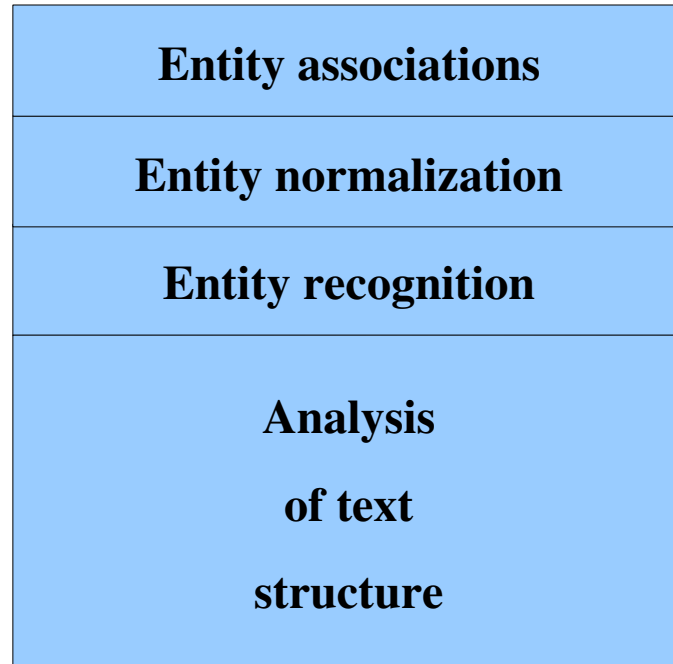 Entity associations
Entity normalization
Entity recognition
Analysis
of text
structure